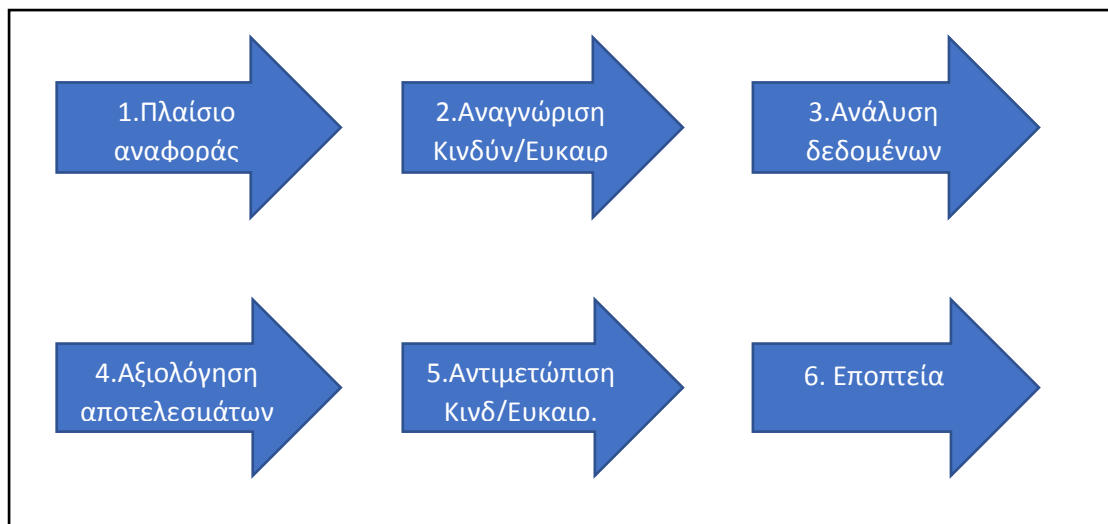 1.Πλαίσιο
αναφοράς
2.Αναγνώριση
Κινδύν/Ευκαιρ
3.Ανάλυση
δεδομένων
4.Αξιολόγηση
αποτελεσμάτων
5.Αντιμετώπιση
Κινδ/Ευκαιρ.
6. Εποπτεία